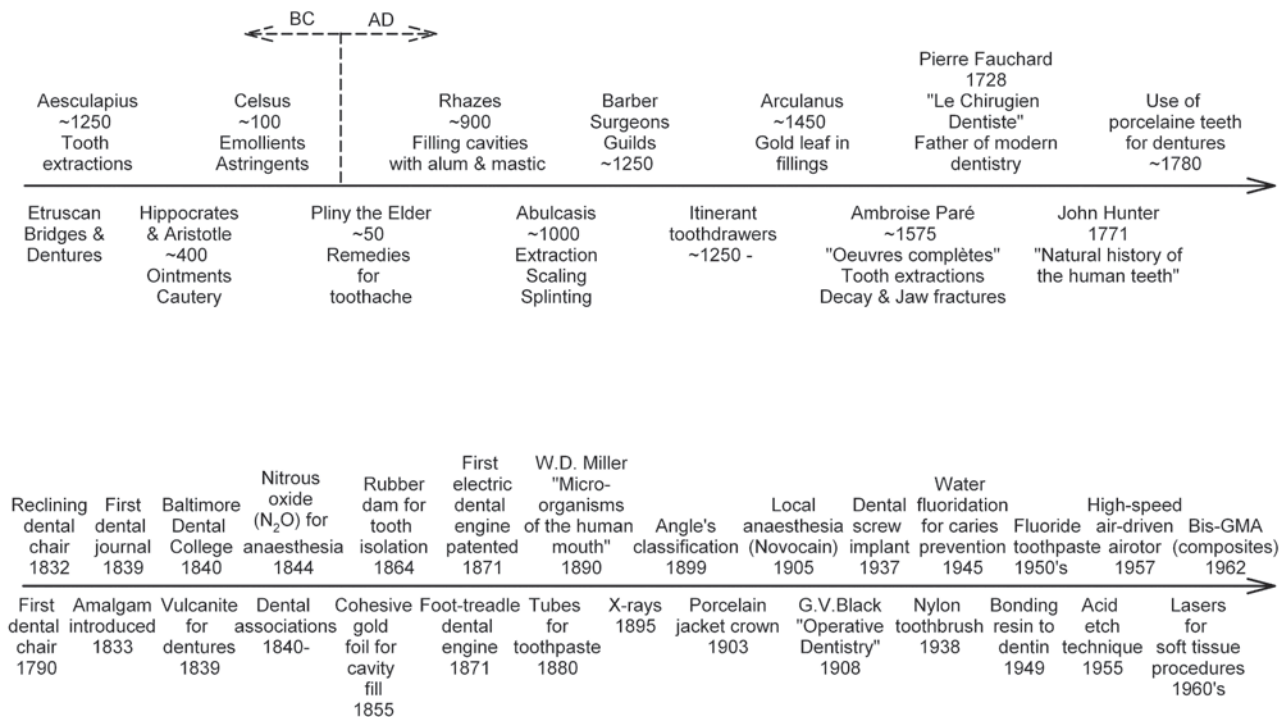 BC
AD
Aesculapius
~1250
Tooth
extractions
Celsus
~100
Emollients
Astringents
Rhazes
~900
Filling cavities
with alum & mastic
Barber
Surgeons
Guilds
~1250
Arculanus
~1450
Gold leaf in
fillings
Pierre Fauchard
1728
"Le Chirugien
Dentiste"
Father of modern
dentistry
Use of
porcelaine teeth
for dentures
~1780
Etruscan
Bridges &
Dentures
Hippocrates
& Aristotle
~400
Ointments
Cautery
Pliny the Elder
~50
Remedies
for
toothache
Abulcasis
~1000
Extraction
Scaling
Splinting
Itinerant
toothdrawers
~1250 -
Ambroise Paré
~1575
"Oeuvres complètes"
Tooth extractions
Decay & Jaw fractures
John Hunter
1771
"Natural history of
the human teeth"
Reclining
dental
chair
1832
First
dental
journal
1839
Baltimore
Dental
College
1840
Nitrous
oxide
(N₂O) for
anaesthesia
1844
Rubber
dam for
tooth
isolation
1864
First
electric
dental
engine
patented
1871
W.D. Miller
"Micro-
organisms
of the human
mouth"
1890
Angle's
classification
1899
Local
anaesthesia
(Novocain)
1905
Dental
screw
implant
1937
Water
fluoridation
for caries
prevention
1945
Fluoride
toothpaste
1950's
High-speed
air-driven
airotor
1957
Bis-GMA
(composites)
1962
First
dental
chair
1790
Amalgam
introduced
1833
Vulcanite
for
dentures
1839
Dental
associations
1840-
Cohesive
gold
foil for
cavity
fill
1855
Foot-treadle
dental
engine
1871
Tubes
for
toothpaste
1880
X-rays
1895
Porcelain
jacket crown
1903
G.V.Black
"Operative
Dentistry"
1908
Nylon
toothbrush
1938
Bonding
resin to
dentin
1949
Acid
etch
technique
1955
Lasers
for
soft tissue
procedures
1960's